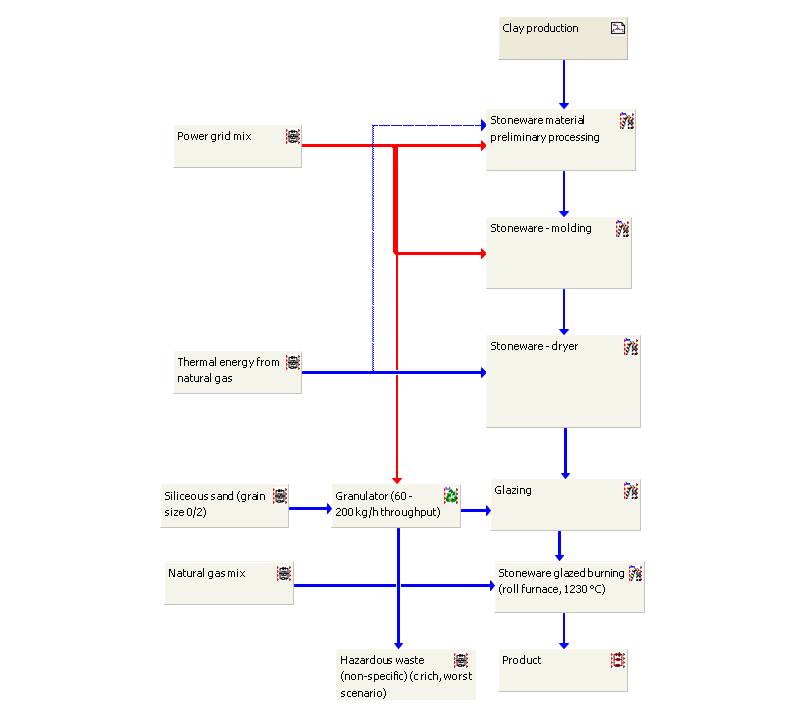 Clay production
Power grid mix
Stoneware material
preliminary processing
Stoneware - molding
Stoneware - dryer
Thermal energy from
natural gas
Siliceous sand (grain
size 0/2)
Granulator (60 -
200 kg/h throughput)
Glazing
Natural gas mix
Stoneware glazed burning
(roll furnace, 1230 °C)
Hazardous waste
(non-specific) (c rich, worst
scenario)
Product